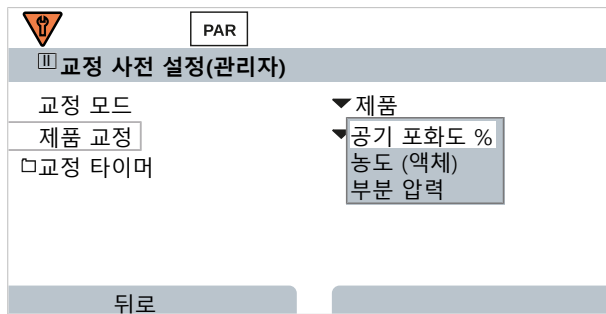 PAR
II 교정 사전 설정(관리자)
교정 모드 제품
제품 교정 공기 포화도 %
교정 타이머 농도 (액체)
부분 압력
뒤로